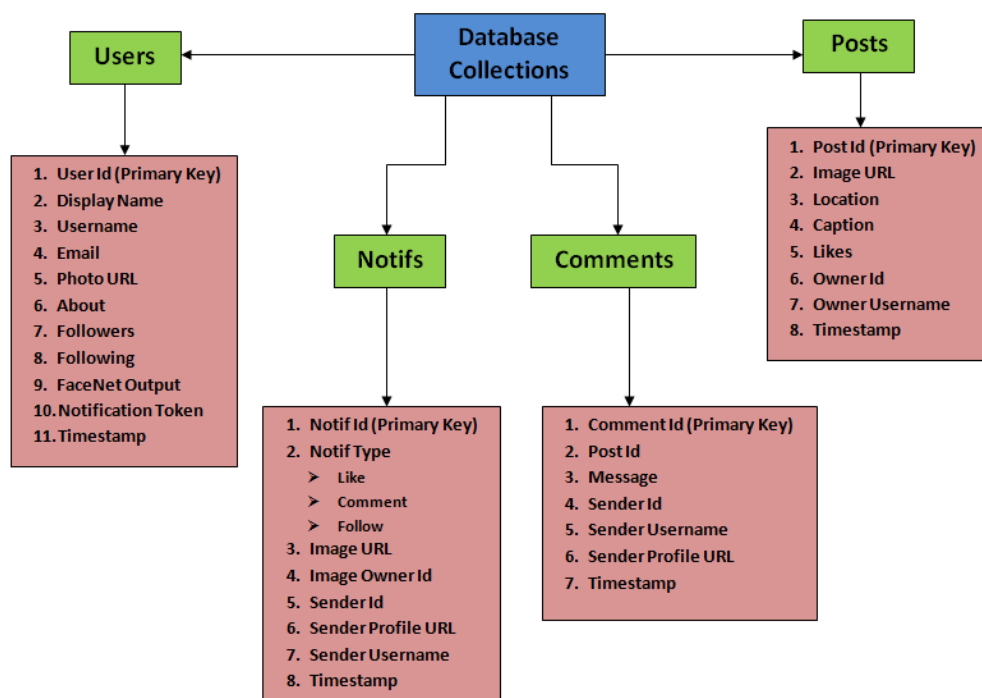 Database
Collections
Users
Posts
Notifs
Comments
1. User Id (Primary Key)
2. Display Name
3. Username
4. Email
5. Photo URL
6. About
7. Followers
8. Following
9. FaceNet Output
10. Notification Token
11. Timestamp
1. Notif Id (Primary Key)
2. Notif Type
➢ Like
➢ Comment
➢ Follow
3. Image URL
4. Image Owner Id
5. Sender Id
6. Sender Profile URL
7. Sender Username
8. Timestamp
1. Comment Id (Primary Key)
2. Post Id
3. Message
4. Sender Id
5. Sender Username
6. Sender Profile URL
7. Timestamp
1. Post Id (Primary Key)
2. Image URL
3. Location
4. Caption
5. Likes
6. Owner Id
7. Owner Username
8. Timestamp